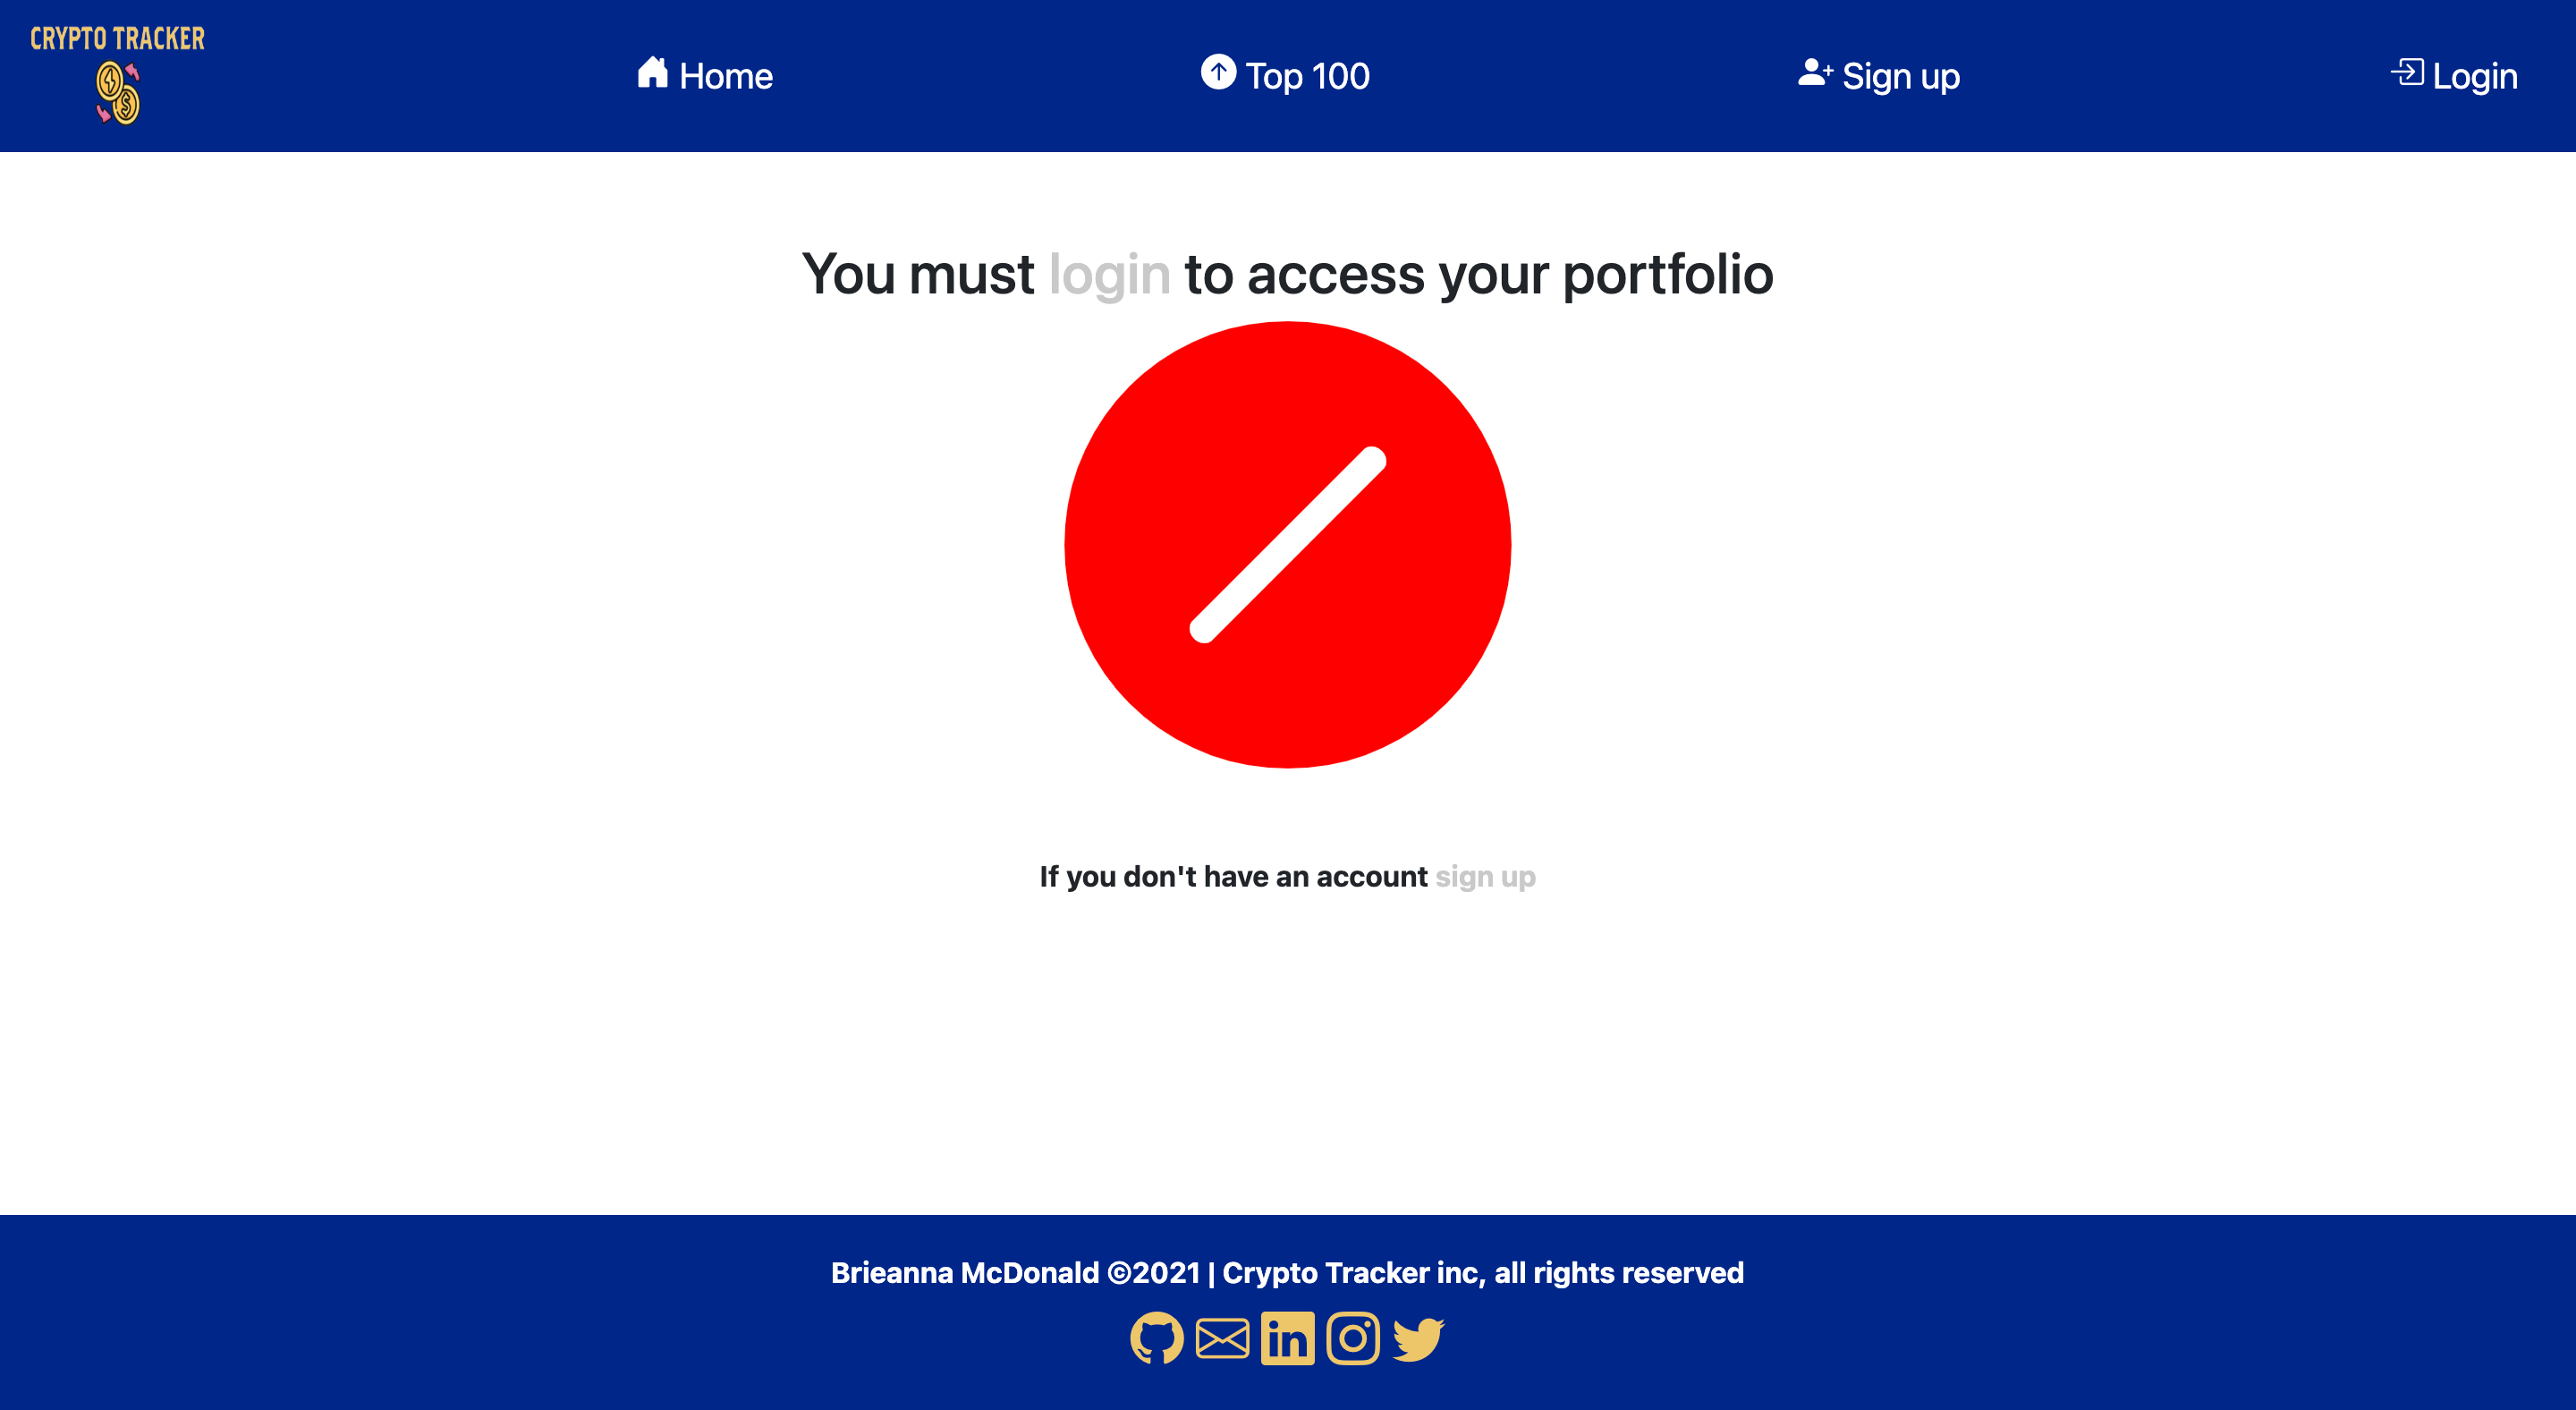 CRYPTO TRACKER
Home
Top 100
Sign up
Login
You must login to access your portfolio
If you don't have an account sign up
Brieanna McDonald ©2021 | Crypto Tracker inc, all rights reserved
in